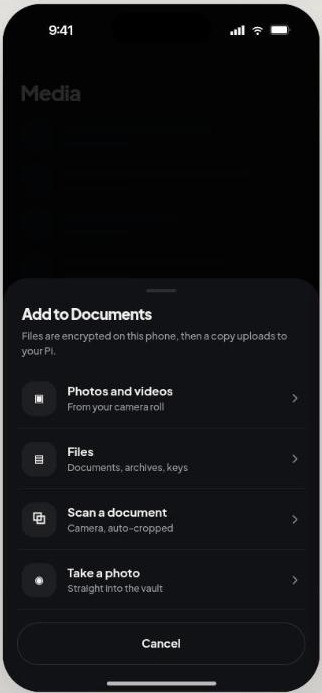 9:41
Media
Add to Documents
Files are encrypted on this phone, then a copy uploads to
your Pi.
Photos and videos
From your camera roll
Files
Documents, archives, keys
Scan a document
Camera, auto-cropped
Take a photo
Straight into the vault
Cancel